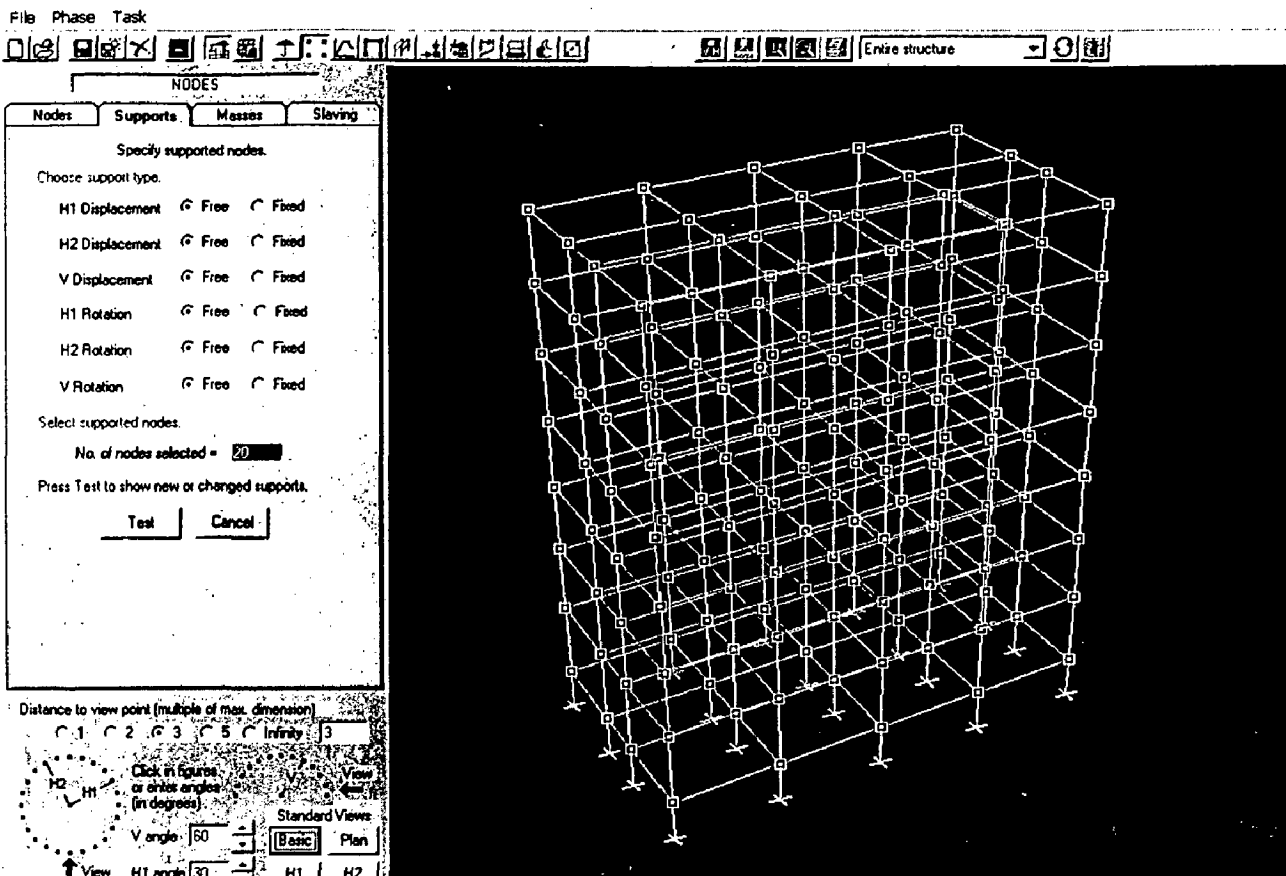 File Phase Task
Entire structure
NODES
Nodes Supports Masses Slaving
Specify supported nodes.
Choose support type.
H1 Displacement Free Fixed
H2 Displacement Free Fixed
V Displacement Free Fixed
H1 Rotation Free Fixed
H2 Rotation Free Fixed
V Rotation Free Fixed
Select supported nodes.
No. of nodes selected = 20
Press Test to show new or changed supports.
Test Cancel
Distance to view point (multiple of max. dimension)
1 2 3 5 Infinity 3
H2 H1
Click in figures
or enter angles
(in degrees).
V
View
Standard Views
V angle 60 Basic Plan
View H1 angle 30 H1 H2